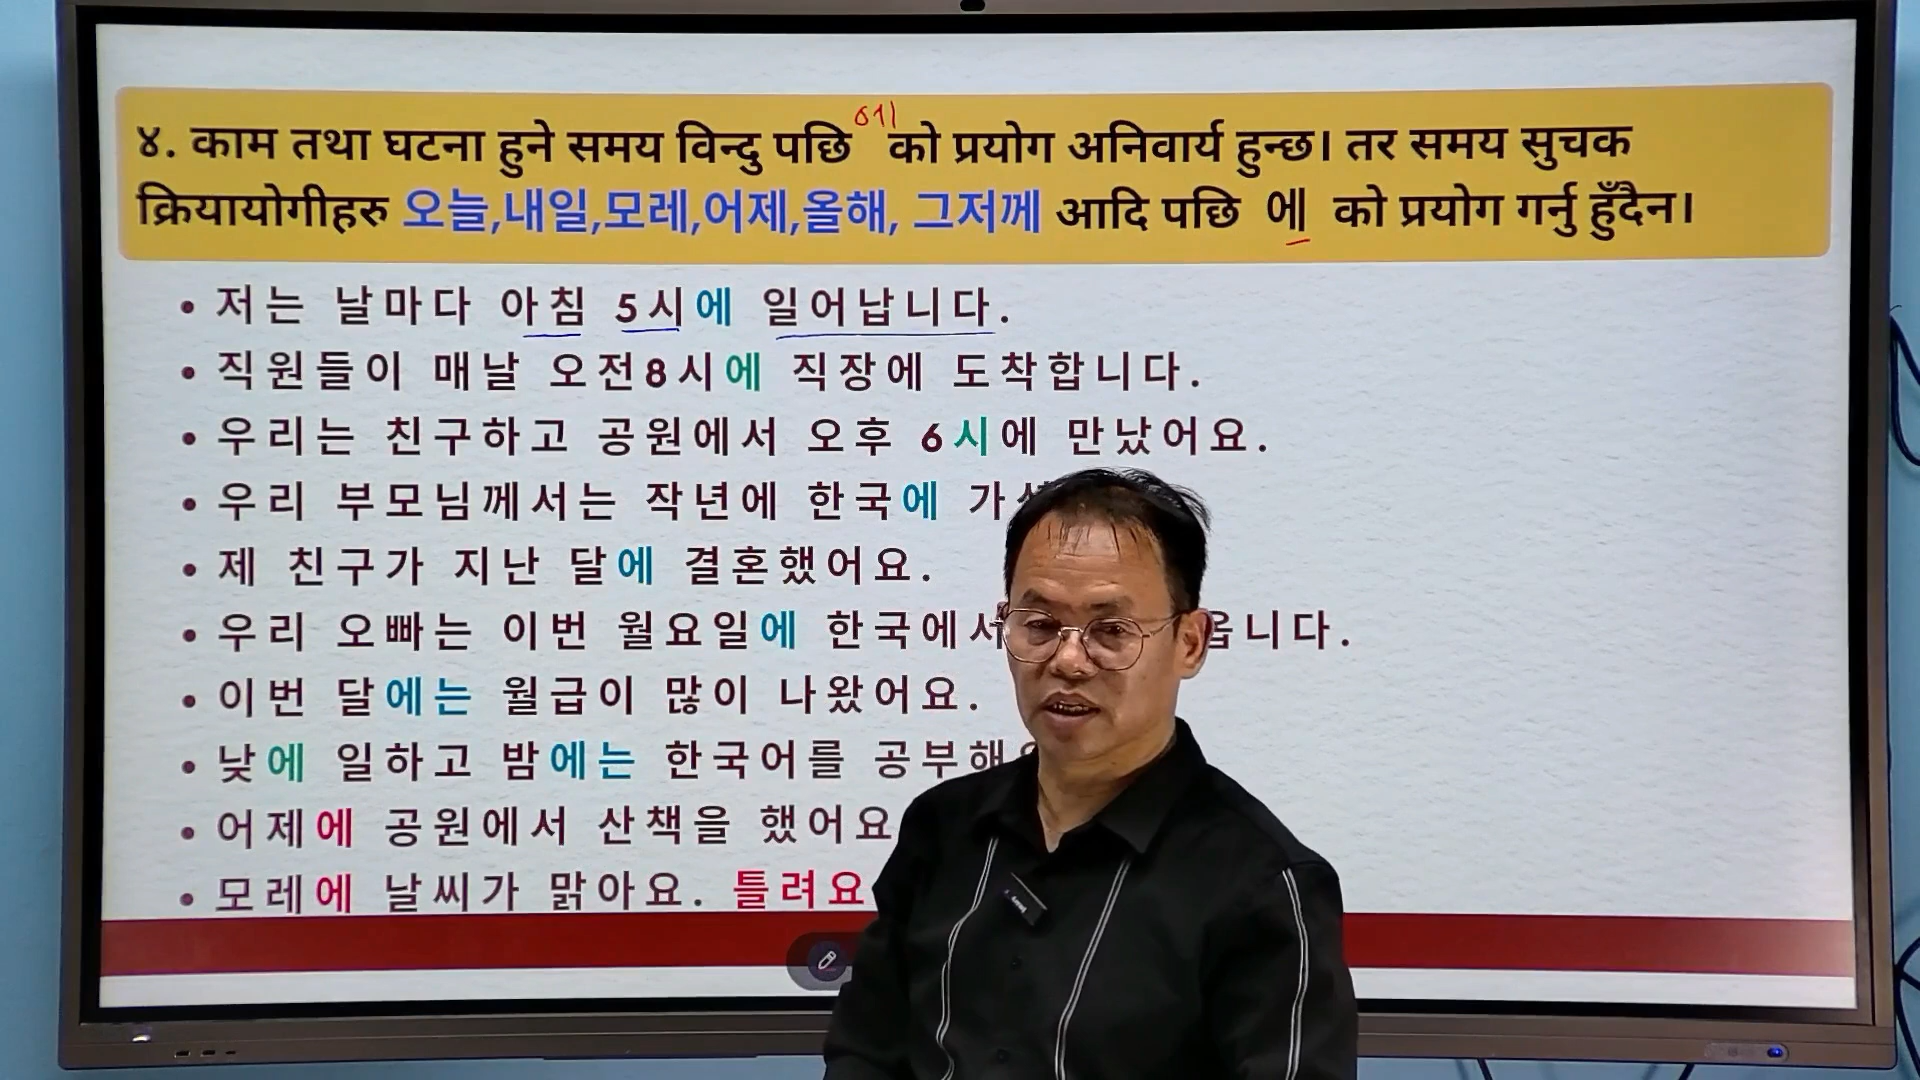 ४. काम तथा घटना हुने समय विन्दु पछि 에 को प्रयोग अनिवार्य हुन्छ। तर समय सुचक
क्रियायोगीहरु 오늘,내일,모레,어제,올해, 그저께 आदि पछि 에 को प्रयोग गर्नु हुँदैन।
• 저는 날마다 아침 5시에 일어납니다.
• 직원들이 매날 오전8시에 직장에 도착합니다.
• 우리는 친구하고 공원에서 오후 6시에 만났어요.
• 우리 부모님께서는 작년에 한국에 가
• 제 친구가 지난 달에 결혼했어요.
• 우리 오빠는 이번 월요일에 한국에서 옵니다.
• 이번 달에는 월급이 많이 나왔어요.
• 낮에 일하고 밤에는 한국어를 공부해
• 어제에 공원에서 산책을 했어요
• 모레에 날씨가 맑아요. 틀려요